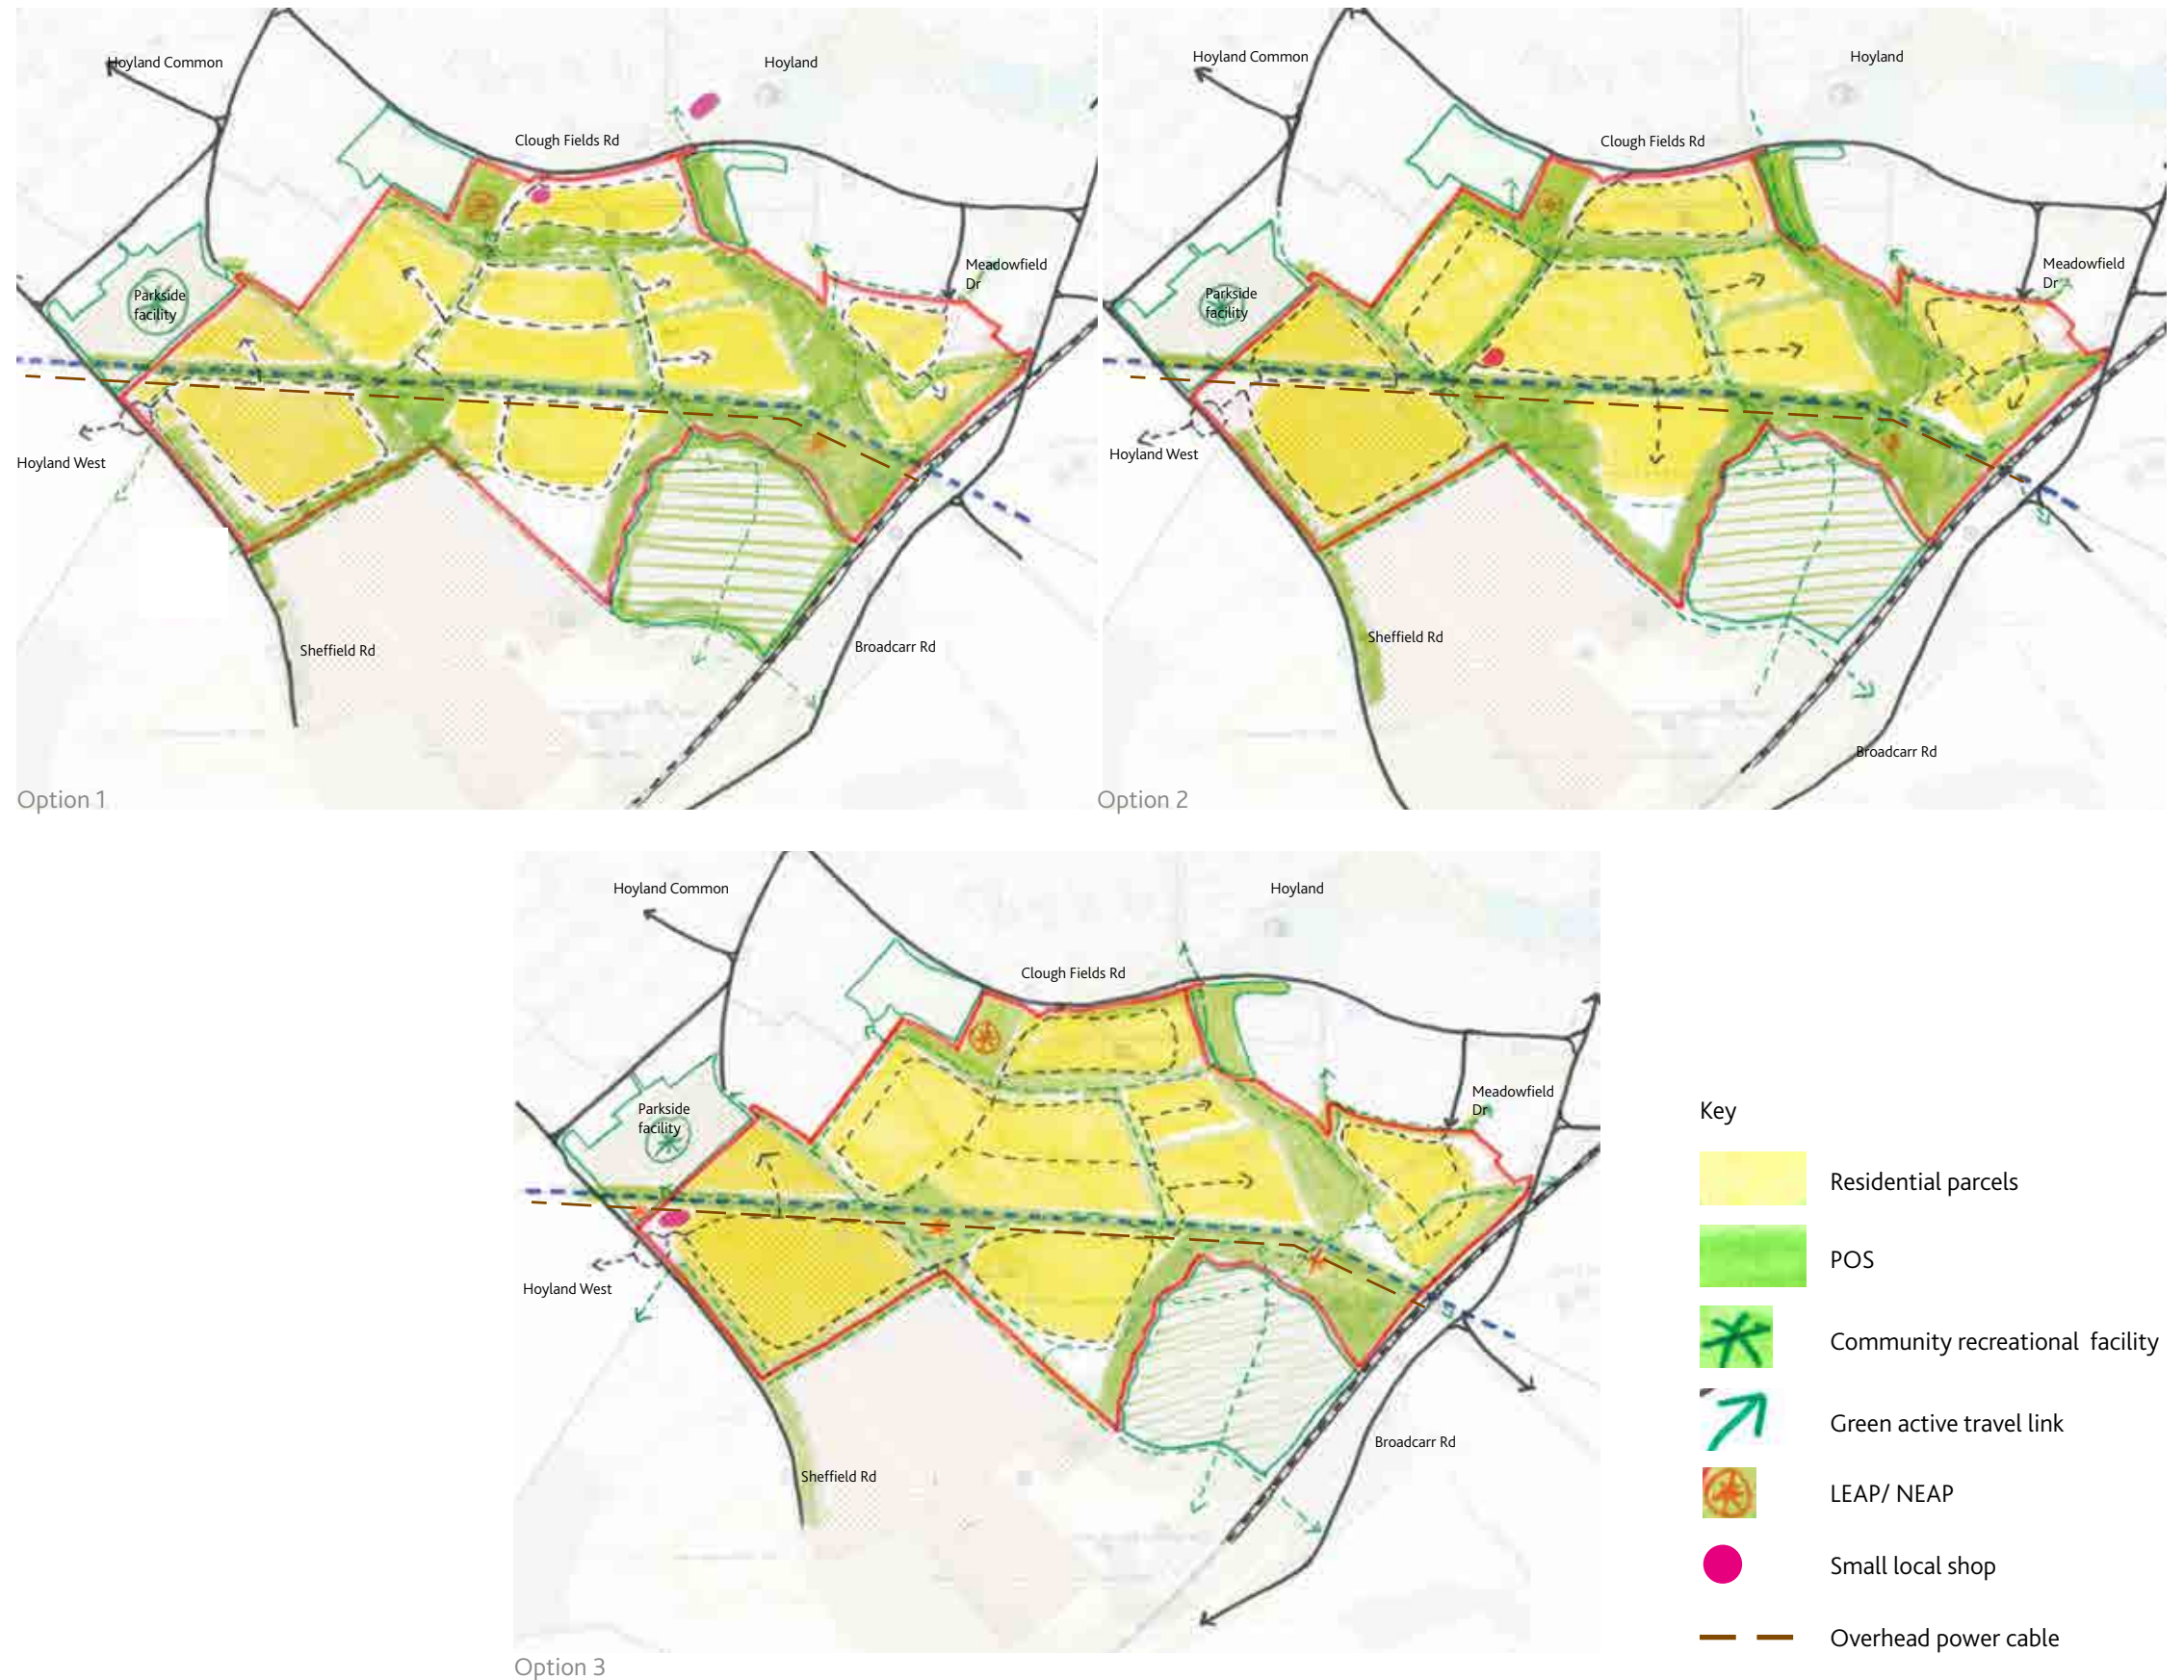 Hoyland Common
Hoyland
Clough Fields Rd
Meadowfield
Dr
Parkside
facility
Hoyland West
Sheffield Rd
Broadcarr Rd
Option 1
Hoyland Common
Hoyland
Clough Fields Rd
Meadowfield
Dr
Parkside
facility
Hoyland West
Sheffield Rd
Broadcarr Rd
Option 2
Hoyland Common
Hoyland
Clough Fields Rd
Meadowfield
Dr
Parkside
facility
Hoyland West
Broadcarr Rd
Sheffield Rd
Option 3
Key
Residential parcels
POS
Community recreational facility
Green active travel link
LEAP/ NEAP
Small local shop
Overhead power cable